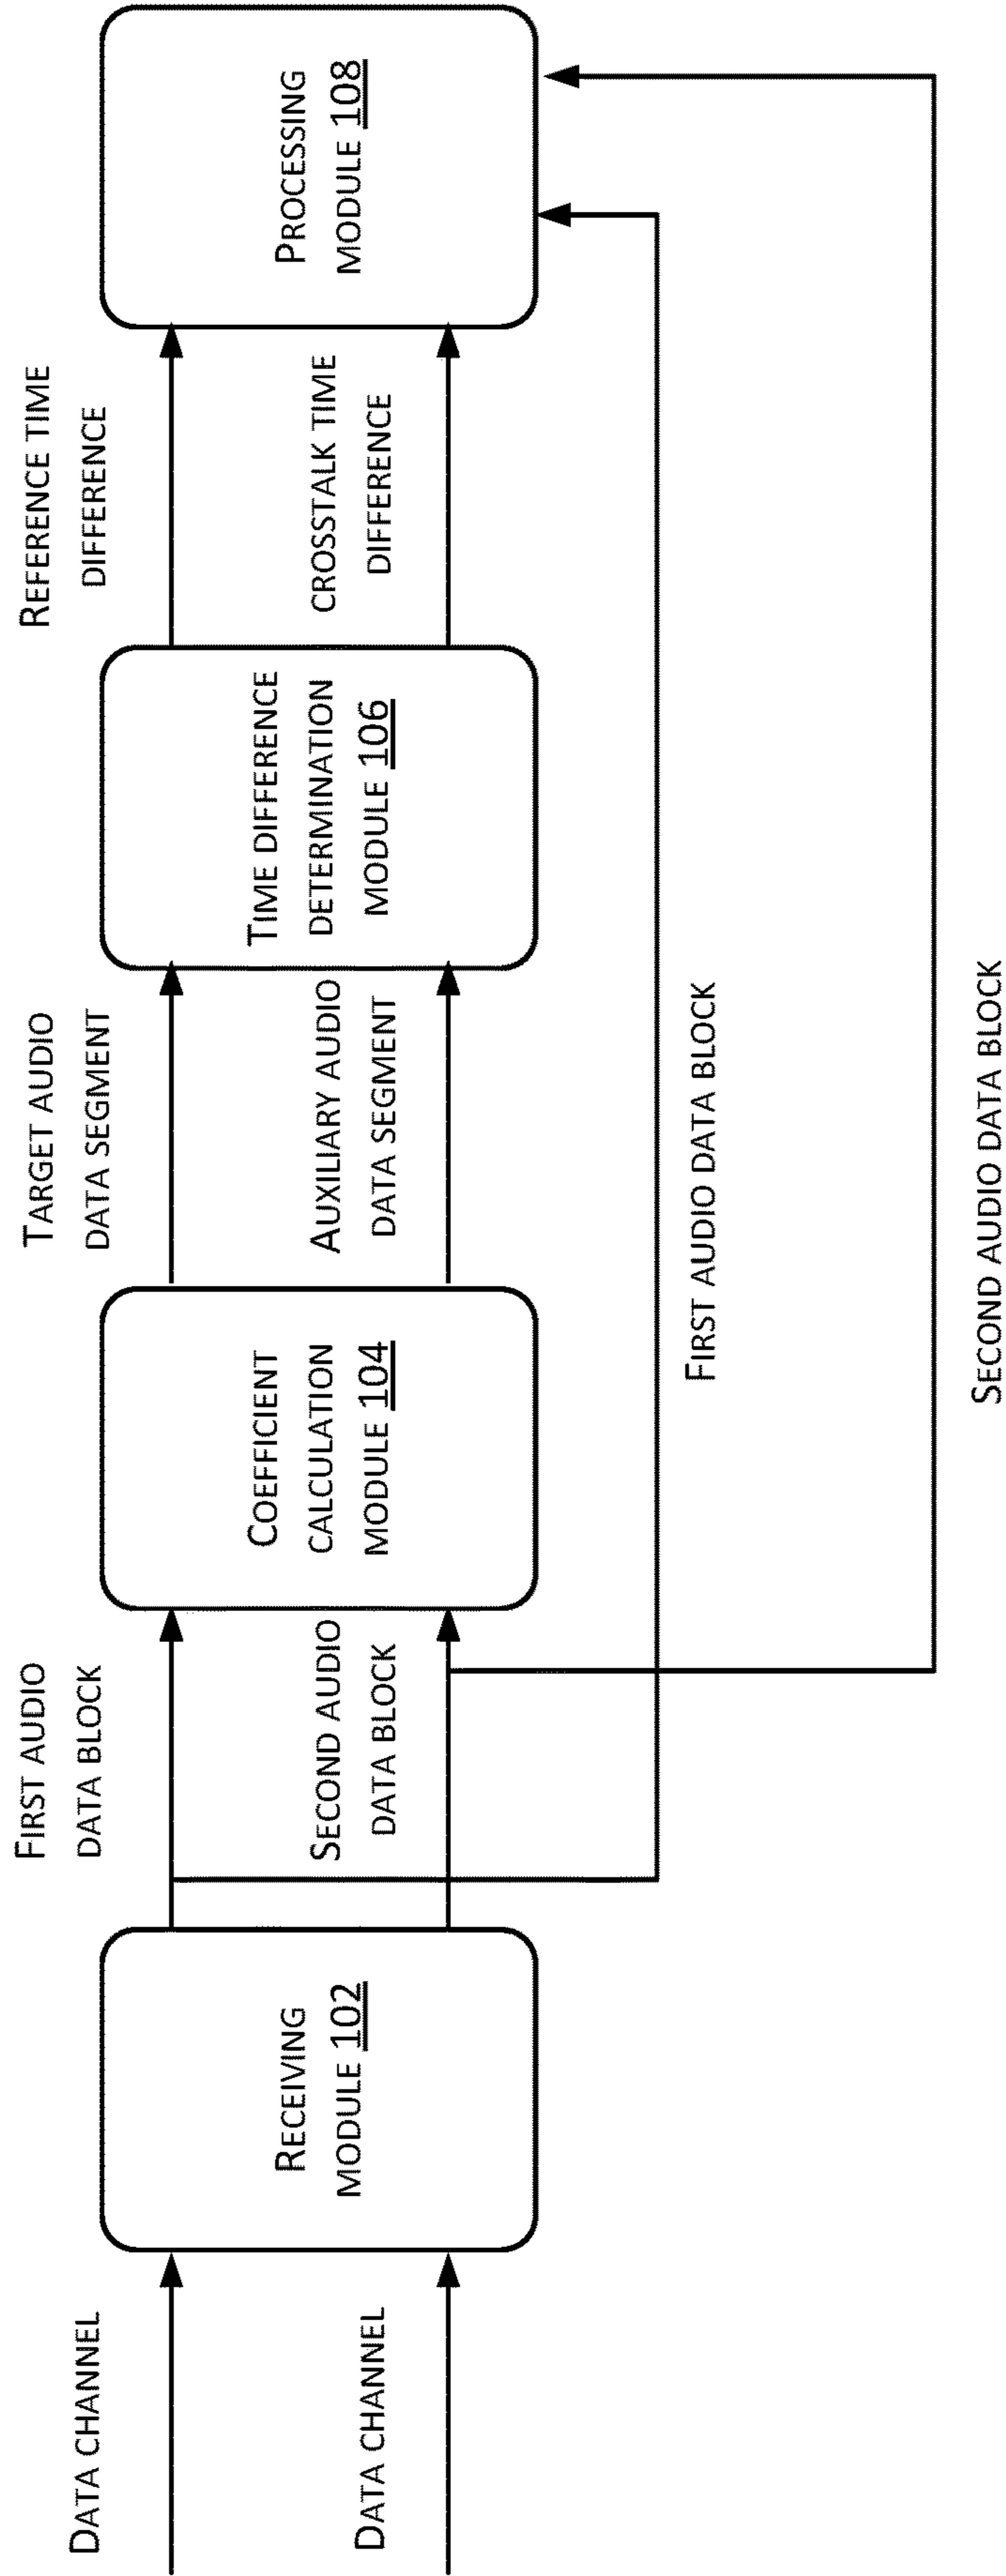 DATA CHANNEL
DATA CHANNEL
RECEIVING
MODULE 102
FIRST AUDIO
DATA BLOCK
SECOND AUDIO
DATA BLOCK
COEFFICIENT
CALCULATION
MODULE 104
TARGET AUDIO
DATA SEGMENT
AUXILIARY AUDIO
DATA SEGMENT
TIME DIFFERENCE
DETERMINATION
MODULE 106
REFERENCE TIME
DIFFERENCE
CROSSTALK TIME
DIFFERENCE
PROCESSING
MODULE 108
FIRST AUDIO DATA BLOCK
SECOND AUDIO DATA BLOCK